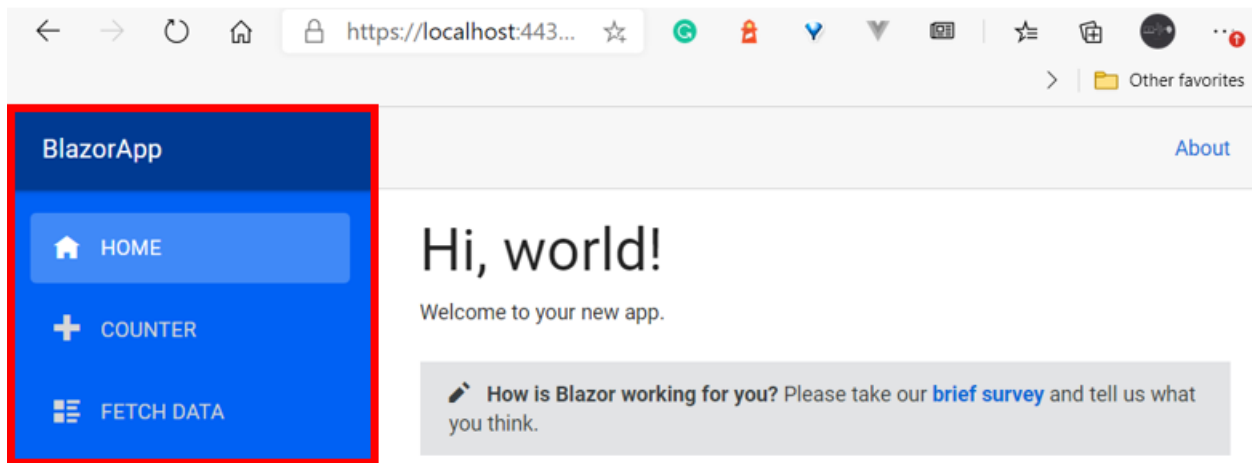 https://localhost:443...
Other favorites
BlazorApp
About
HOME
COUNTER
FETCH DATA
Hi, world!
Welcome to your new app.
How is Blazor working for you? Please take our brief survey and tell us what
you think.